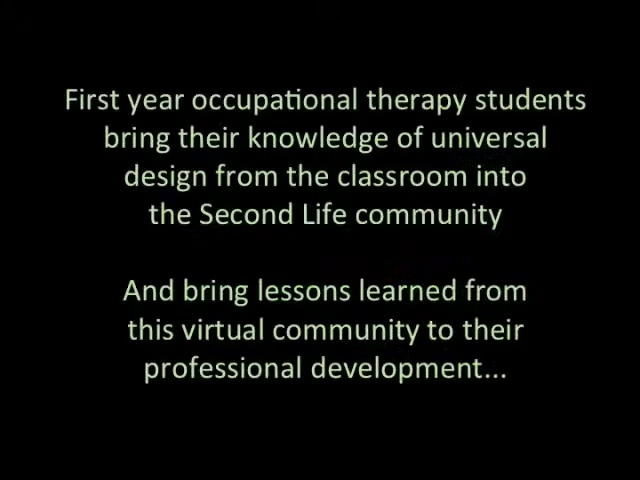 First year occupational therapy students
bring their knowledge of universal
design from the classroom into
the Second Life community
And bring lessons learned from
this virtual community to their
professional development...